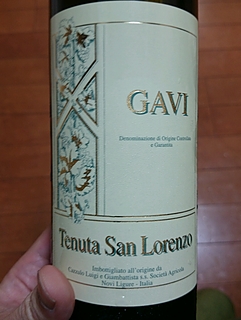 GAVI
Denominazione di Origine Controllata
e Garantita
Tenuta San Lorenzo
Imbottigliato all'origine da
Luigi e Giambattista s.s. Società Agricola
Novi Ligure - Italia